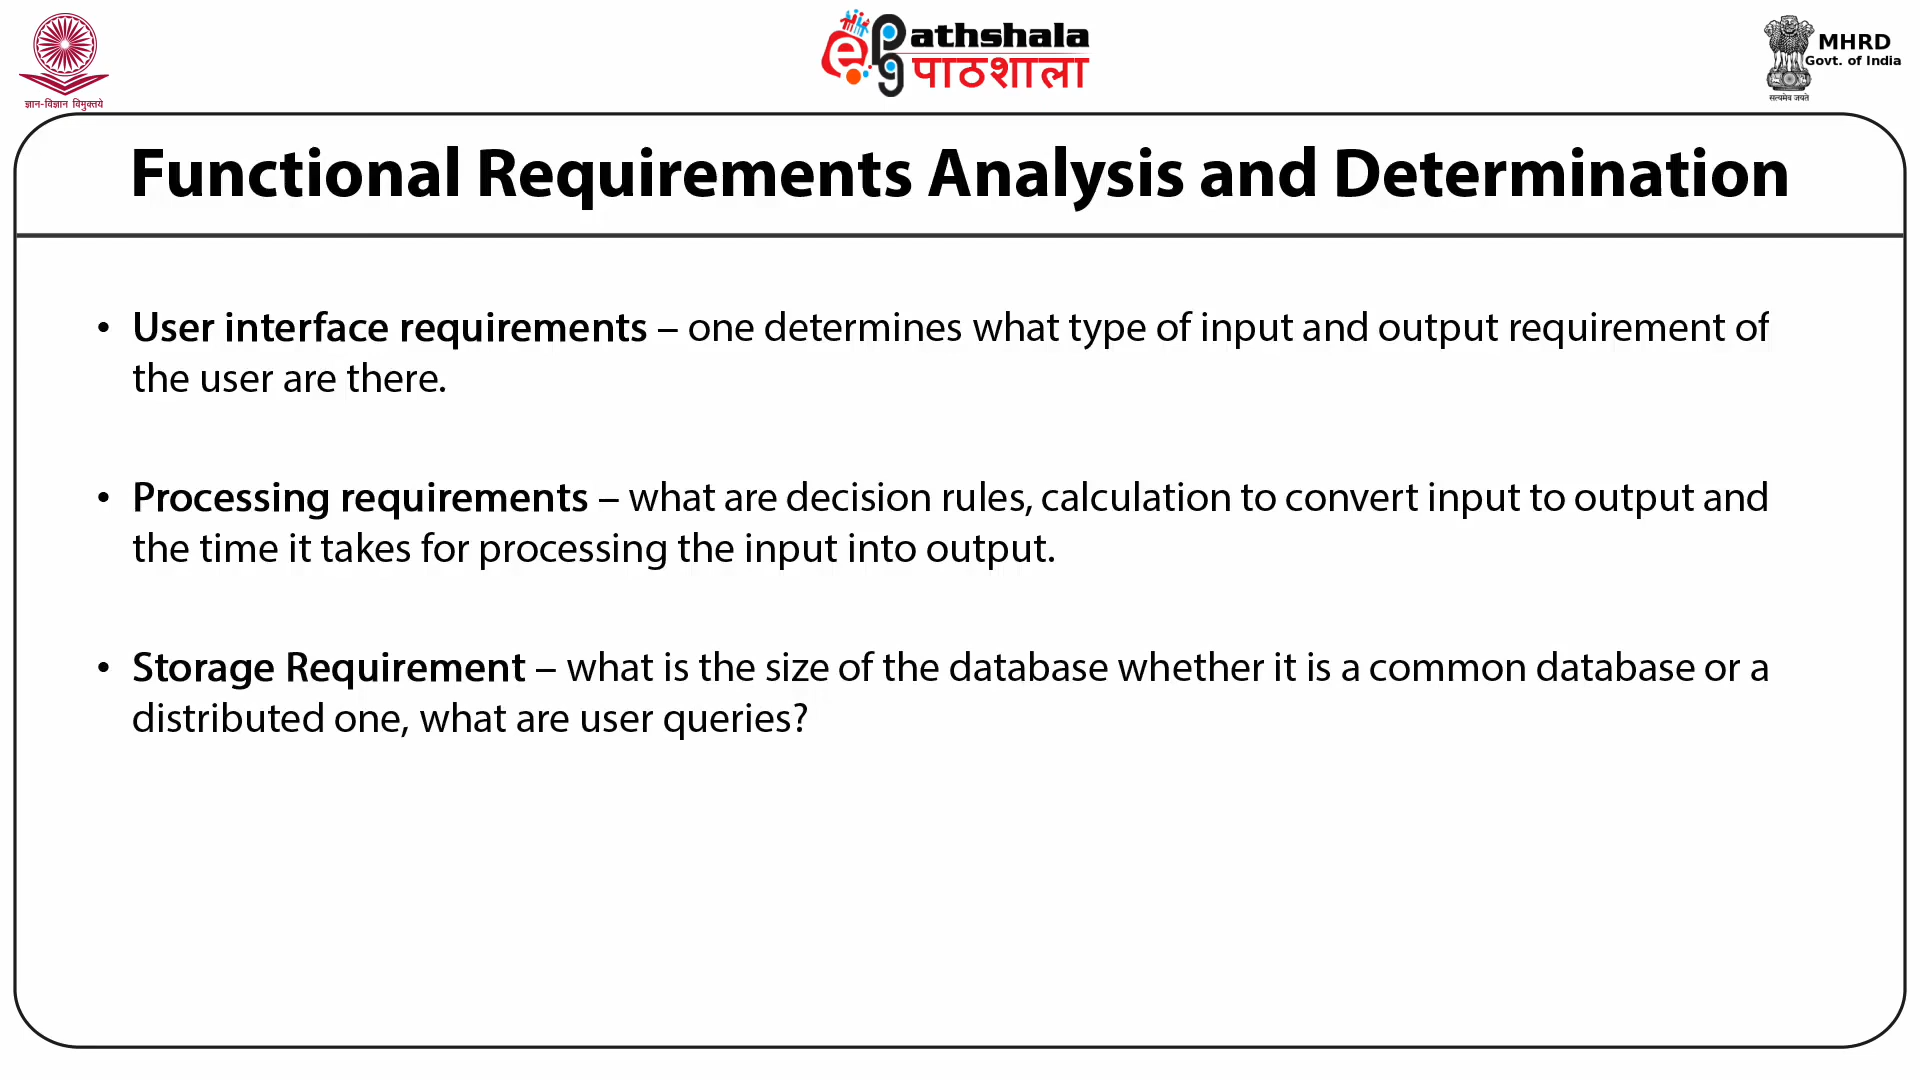 ज्ञान-विज्ञान विमुक्तये
ePG athshala
पाठशाला
MHRD
Govt. of India
सत्यमेव जयते
Functional Requirements Analysis and Determination
• User interface requirements – one determines what type of input and output requirement of
the user are there.
• Processing requirements – what are decision rules, calculation to convert input to output and
the time it takes for processing the input into output.
• Storage Requirement – what is the size of the database whether it is a common database or a
distributed one, what are user queries?